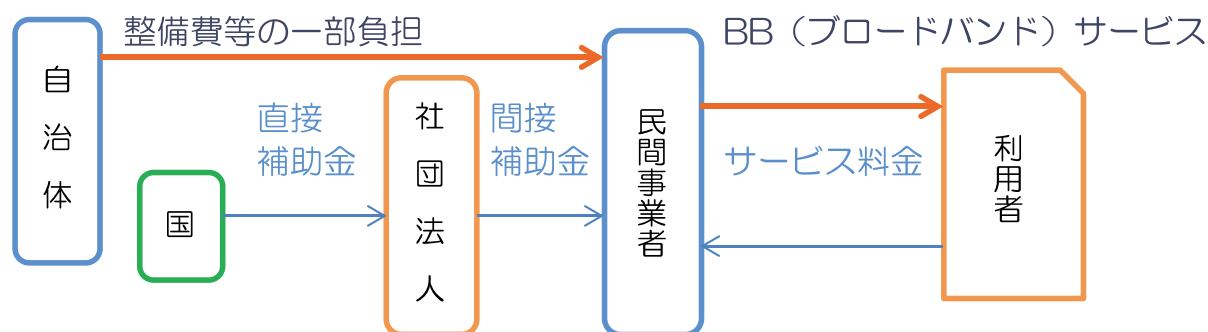 整備費等の一部負担
BB（ブロードバンド）サービス
自治体
国
直接
補助金
社団法人
間接
補助金
民間事業者
サービス料金
利用者